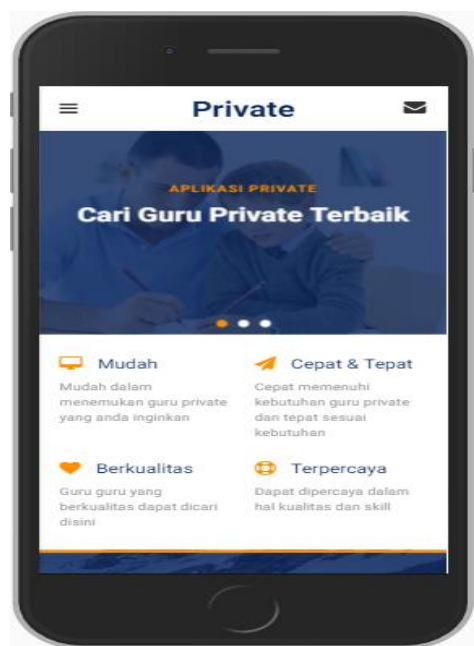 Private
APLIKASI PRIVATE
Cari Guru Private Terbaik
Mudah
Mudah dalam
menemukan guru private
yang anda inginkan
Cepat & Tepat
Cepat memenuhi
kebutuhan guru private
dan tepat sesuai
kebutuhan
Berkualitas
Guru guru yang
berkualitas dapat dicari
disini
Terpercaya
Dapat dipercaya dalam
hal kualitas dan skill